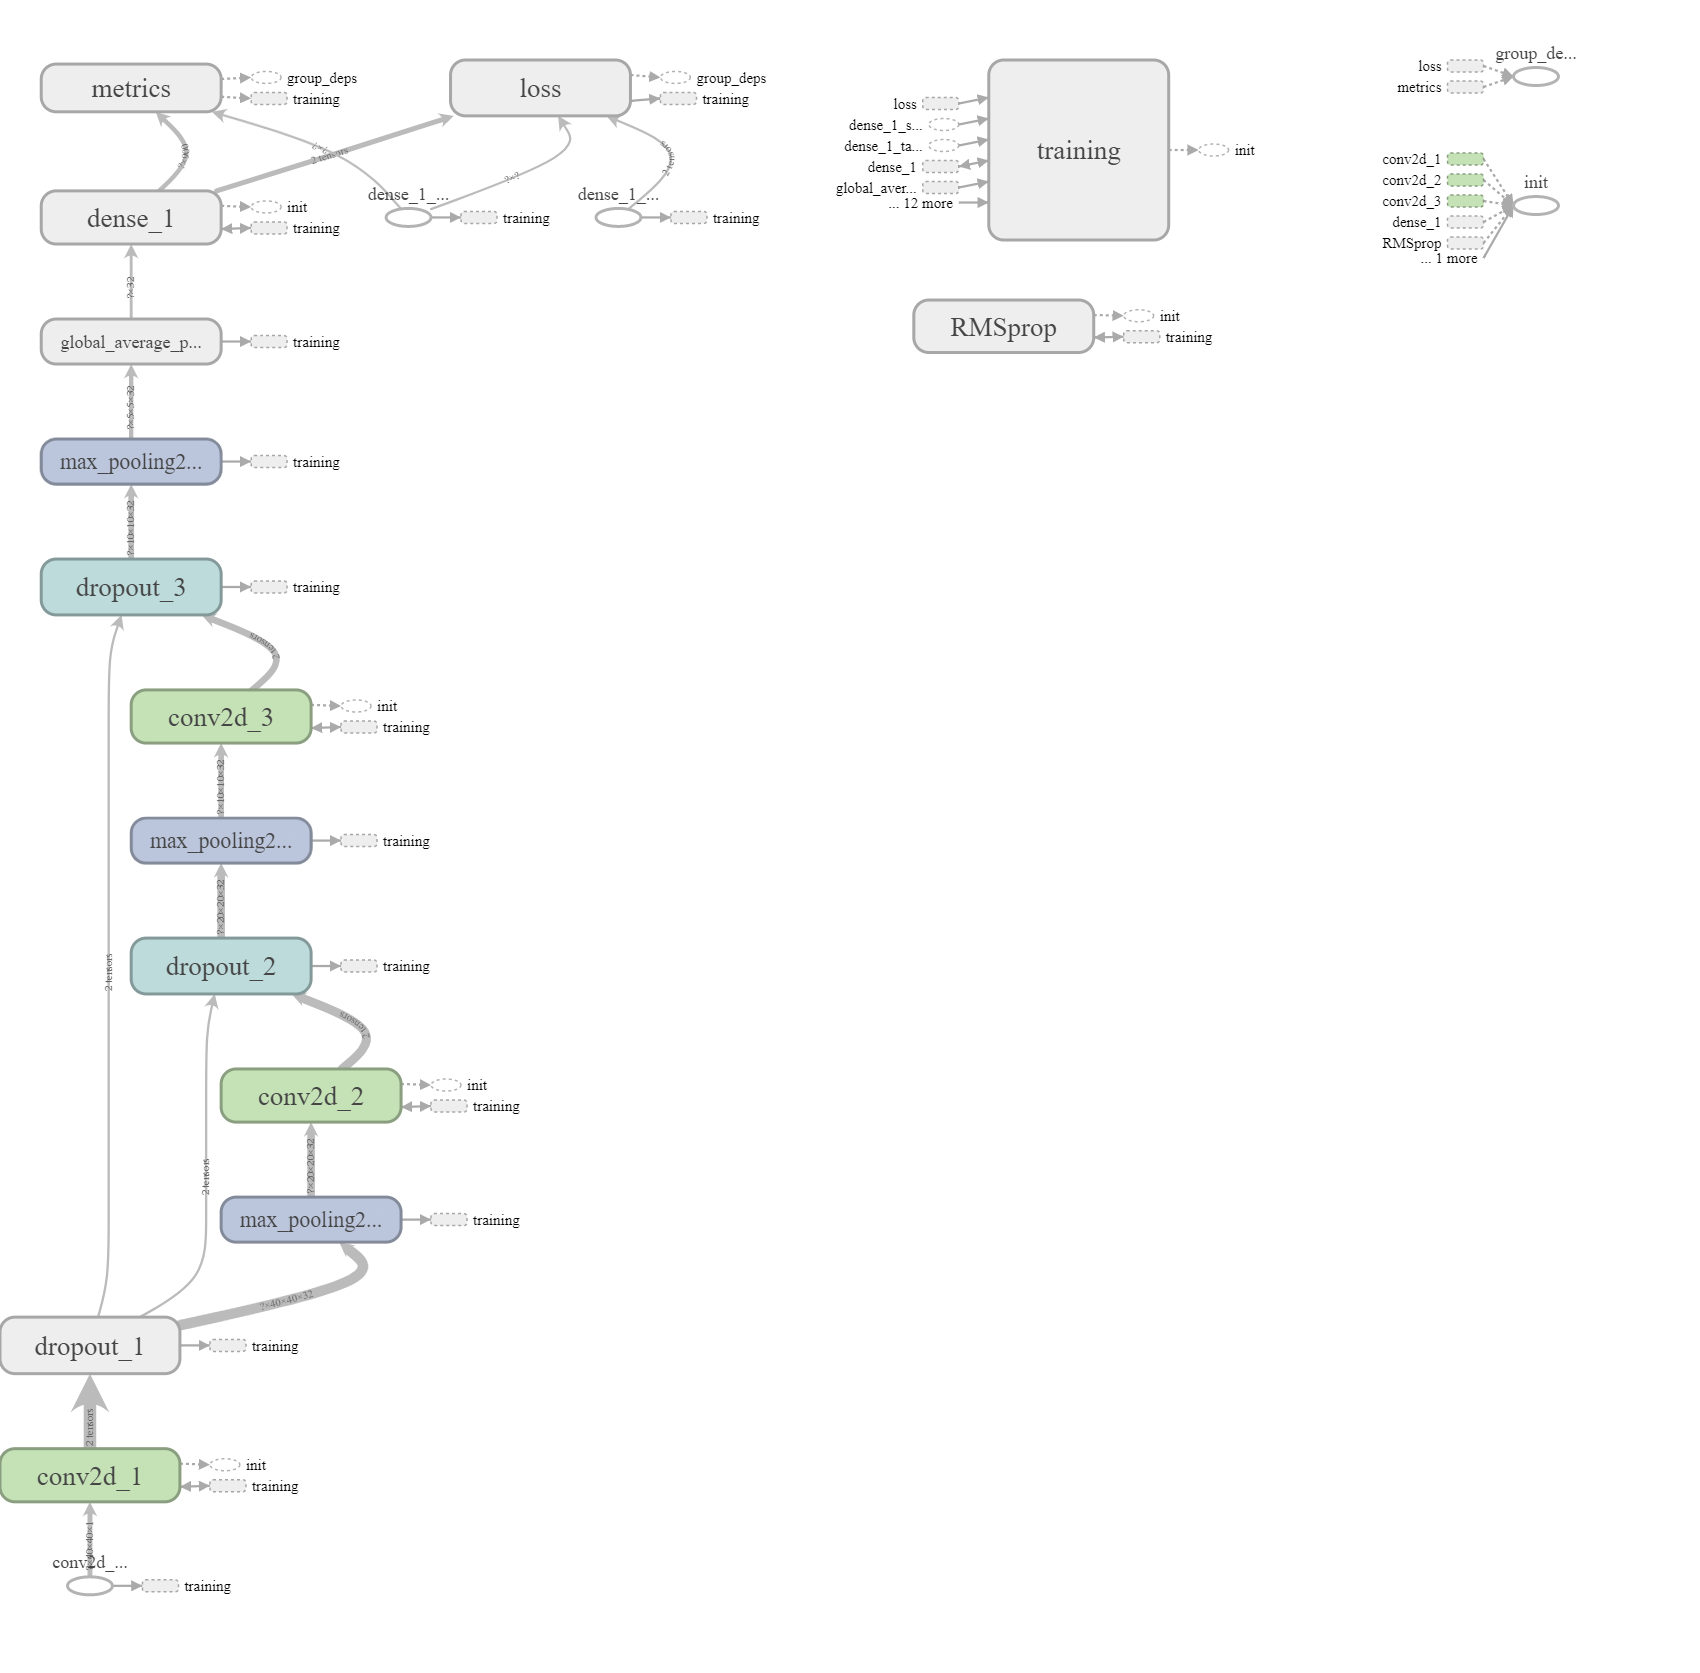 metrics
group_deps
training
loss
group_deps
training
?×900
?×?
2 tensors
?×?
2 tensors
dense_1
init
training
dense_1_...
training
dense_1_...
training
?×32
global_average_p...
training
?×5×5×32
max_pooling2...
training
?×10×10×32
dropout_3
training
2 tensors
conv2d_3
init
training
?×10×10×32
max_pooling2...
training
?×20×20×32
dropout_2
training
2 tensors
2 tensors
conv2d_2
init
training
?×20×20×32
2 tensors
max_pooling2...
training
?×40×40×32
dropout_1
training
2 tensors
conv2d_1
init
training
?×40×40×1
conv2d_...
training
loss
dense_1_s...
dense_1_ta...
dense_1
global_aver...
... 12 more
training
init
RMSprop
init
training
group_de...
loss
metrics
init
conv2d_1
conv2d_2
conv2d_3
dense_1
RMSprop
... 1 more